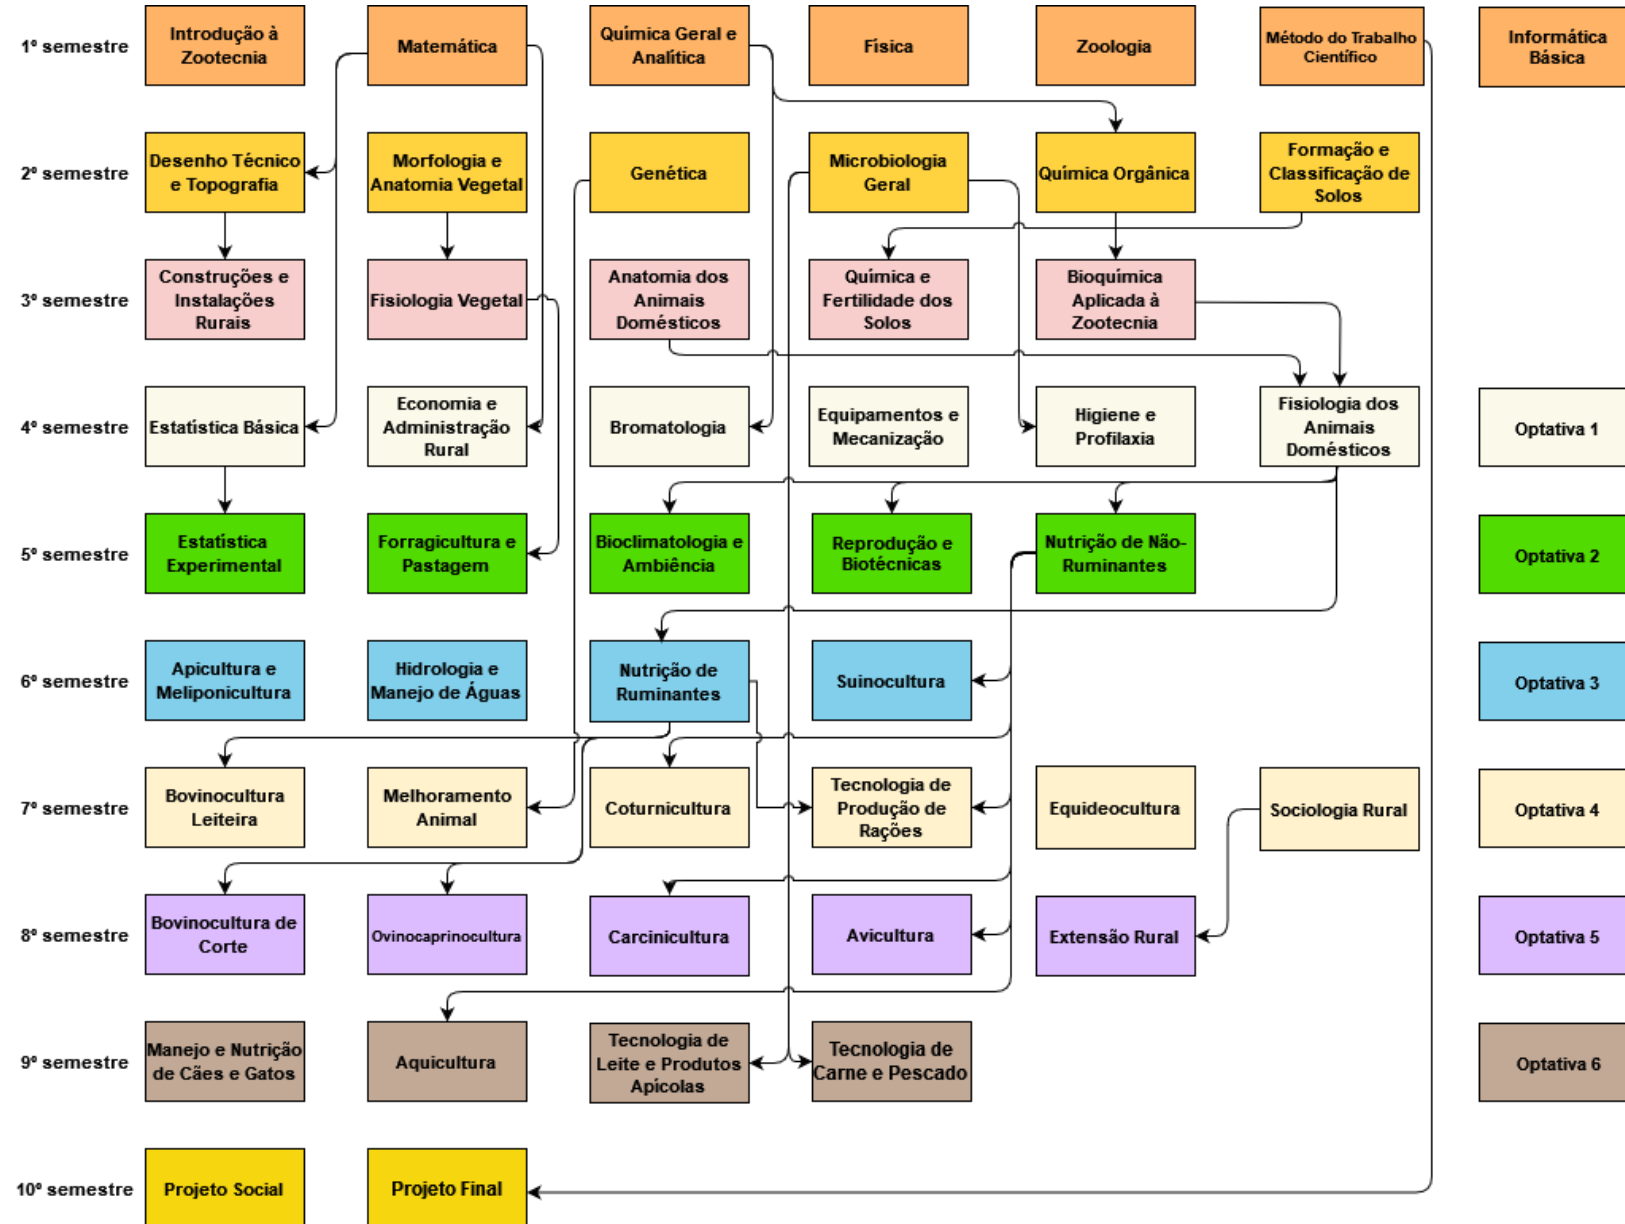 1º semestre
Introdução à
Zootecnia
Matemática
Química Geral e
Analítica
Física
Zoologia
Método do Trabalho
Científico
Informática
Básica
2º semestre
Desenho Técnico
e Topografia
Morfologia e
Anatomia Vegetal
Genética
Microbiologia
Geral
Química Orgânica
Formação e
Classificação de
Solos
3º semestre
Construções e
Instalações
Rurais
Fisiologia Vegetal
Anatomia dos
Animais
Domésticos
Química e
Fertilidade dos
Solos
Bioquímica
Aplicada à
Zootecnia
4º semestre
Estatística Básica
Economia e
Administração
Rural
Bromatologia
Equipamentos e
Mecanização
Higiene e
Profilaxia
Fisiologia dos
Animais
Domésticos
Optativa 1
5º semestre
Estatística
Experimental
Forragicultura e
Pastagem
Bioclimatologia e
Ambiência
Reprodução e
Biotécnicas
Nutrição de Não-
Ruminantes
Optativa 2
6º semestre
Apicultura e
Meliponicultura
Hidrologia e
Manejo de Águas
Nutrição de
Ruminantes
Suinocultura
Optativa 3
7º semestre
Bovinocultura
Leiteira
Melhoramento
Animal
Coturnicultura
Tecnologia de
Produção de
Rações
Equideocultura
Sociologia Rural
Optativa 4
8º semestre
Bovinocultura de
Corte
Ovinocaprinocultura
Carcinicultura
Avicultura
Extensão Rural
Optativa 5
9º semestre
Manejo e Nutrição
de Cães e Gatos
Aquicultura
Tecnologia de
Leite e Produtos
Apícolas
Tecnologia de
Carne e Pescado
Optativa 6
10º semestre
Projeto Social
Projeto Final